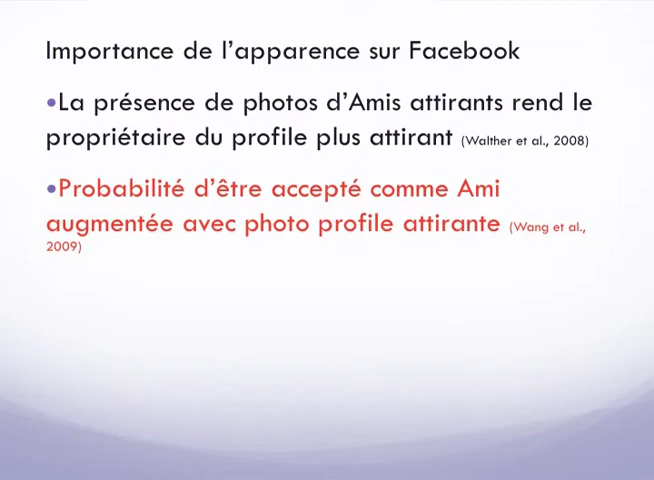 Importance de l'apparence sur Facebook
•La présence de photos d'Amis attirants rend le
propriétaire du profile plus attirant (Walther et al., 2008)
•Probabilité d'être accepté comme Ami
augmentée avec photo profile attirante (Wang et al.,
2009)